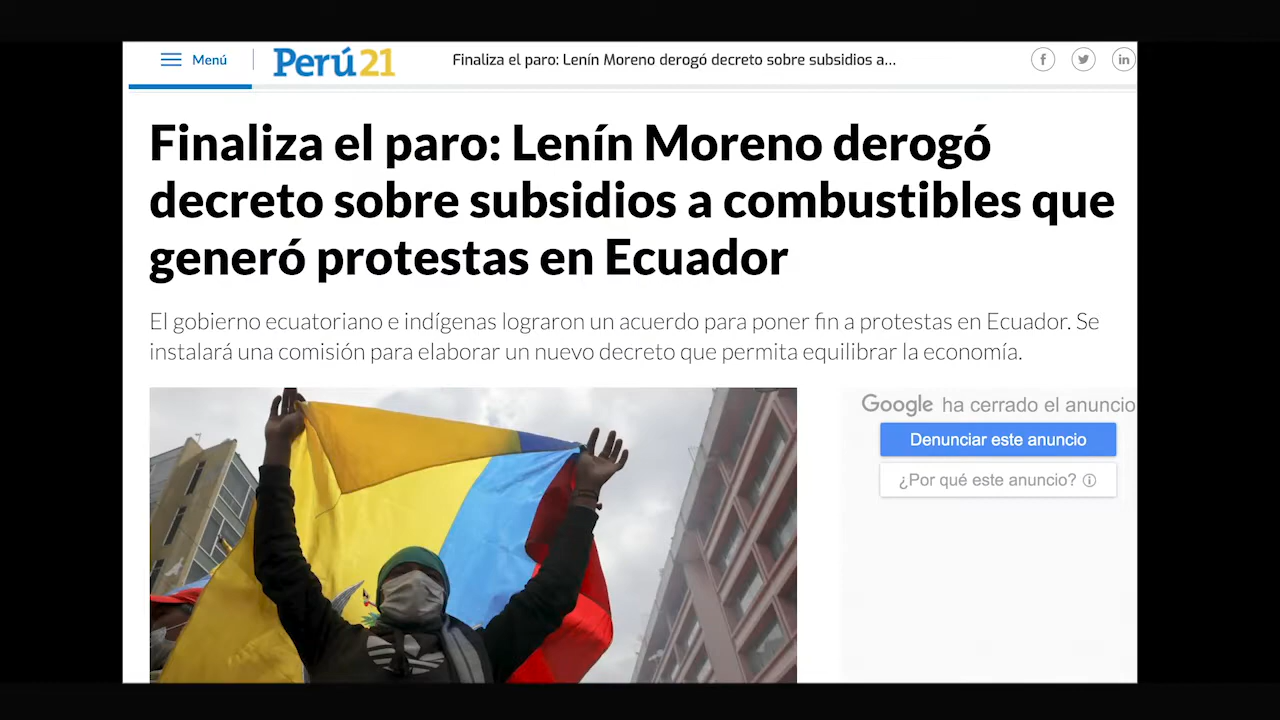 Menú
Perú21
Finaliza el paro: Lenín Moreno derogó decreto sobre subsidios a...
f
in
Finaliza el paro: Lenín Moreno derogó
decreto sobre subsidios a combustibles que
generó protestas en Ecuador
El gobierno ecuatoriano e indígenas lograron un acuerdo para poner fin a protestas en Ecuador. Se
instalará una comisión para elaborar un nuevo decreto que permita equilibrar la economía.
Google ha cerrado el anuncio
Denunciar este anuncio
¿Por qué este anuncio?